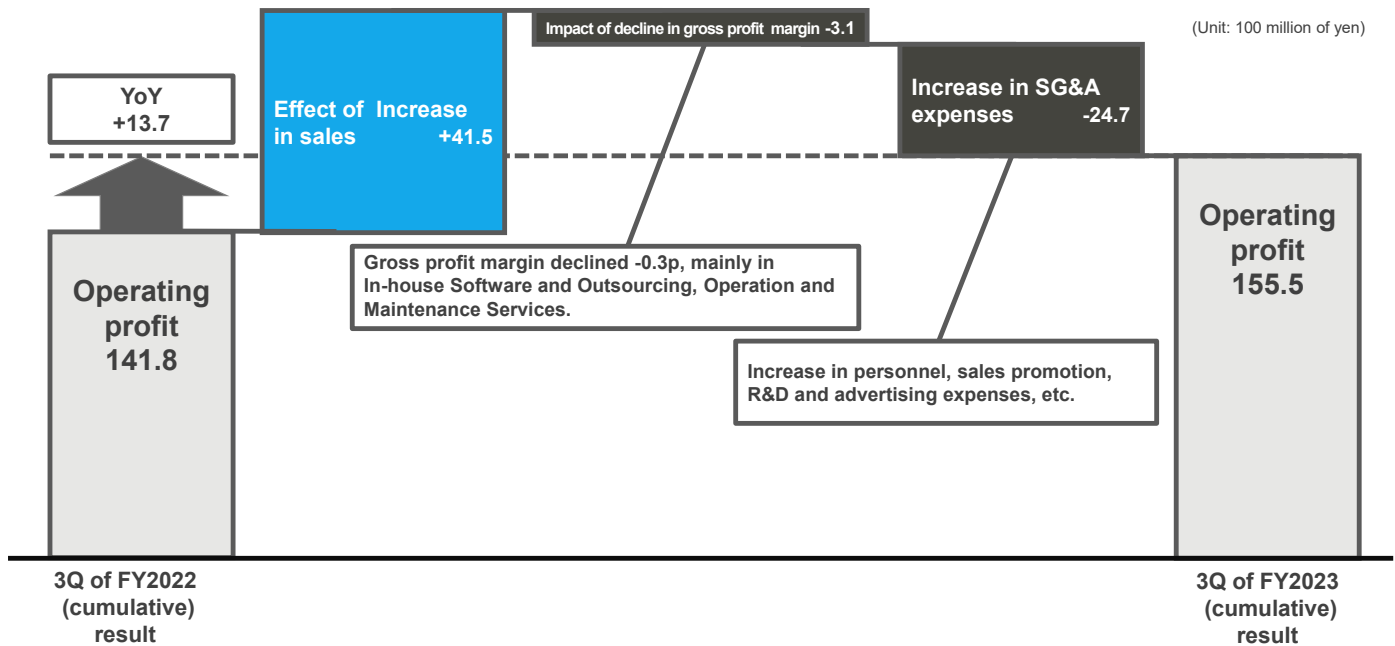 (Unit: 100 million of yen)
Impact of decline in gross profit margin -3.1
YoY
+13.7
Effect of Increase
in sales +41.5
Increase in SG&A
expenses -24.7
Operating
profit
141.8
Gross profit margin declined -0.3p, mainly in
In-house Software and Outsourcing, Operation and
Maintenance Services.
Increase in personnel, sales promotion,
R&D and advertising expenses, etc.
Operating
profit
155.5
3Q of FY2022
(cumulative)
result
3Q of FY2023
(cumulative)
result